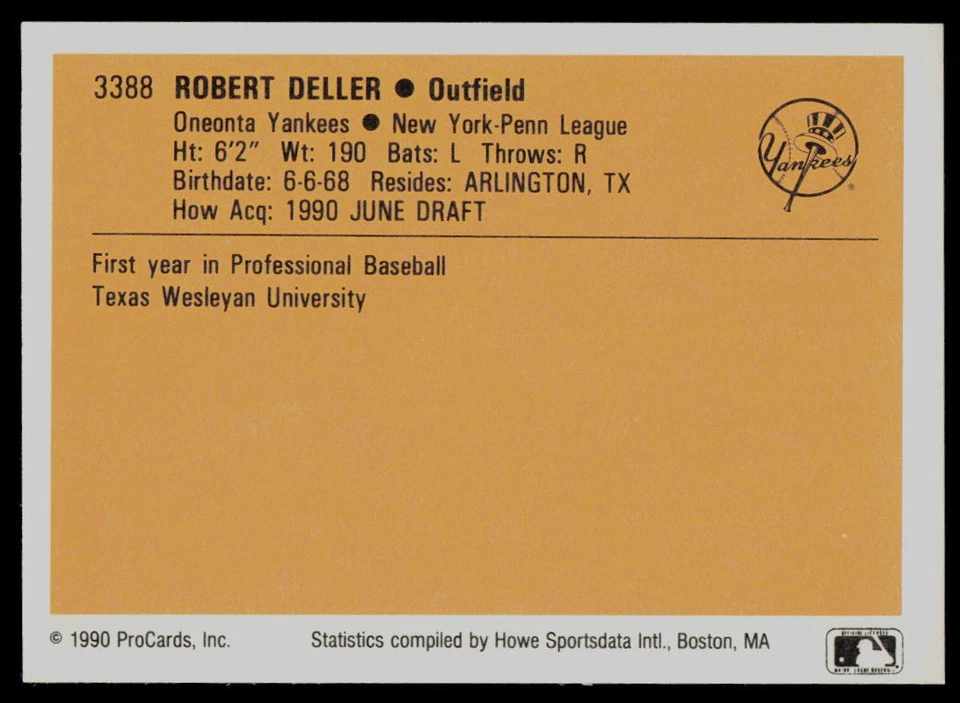 3388 ROBERT DELLER ● Outfield
Oneonta Yankees ● New York-Penn League
Ht: 6'2" Wt: 190 Bats: L Throws: R
Birthdate: 6-6-68 Resides: ARLINGTON, TX
How Acq: 1990 JUNE DRAFT
Yankees
®
First year in Professional Baseball
Texas Wesleyan University
© 1990 ProCards, Inc.
Statistics compiled by Howe Sportsdata Intl., Boston, MA